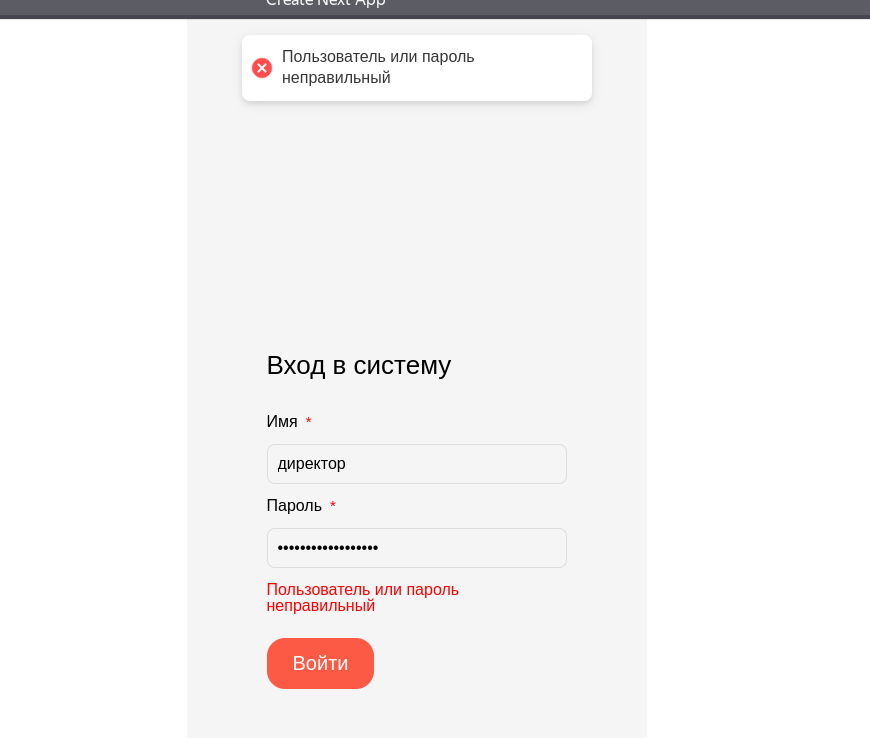 Create Next App
Пользователь или пароль
неправильный
Вход в систему
Имя *
директор
Пароль *
••••••••••••••••••
Пользователь или пароль
неправильный
Войти